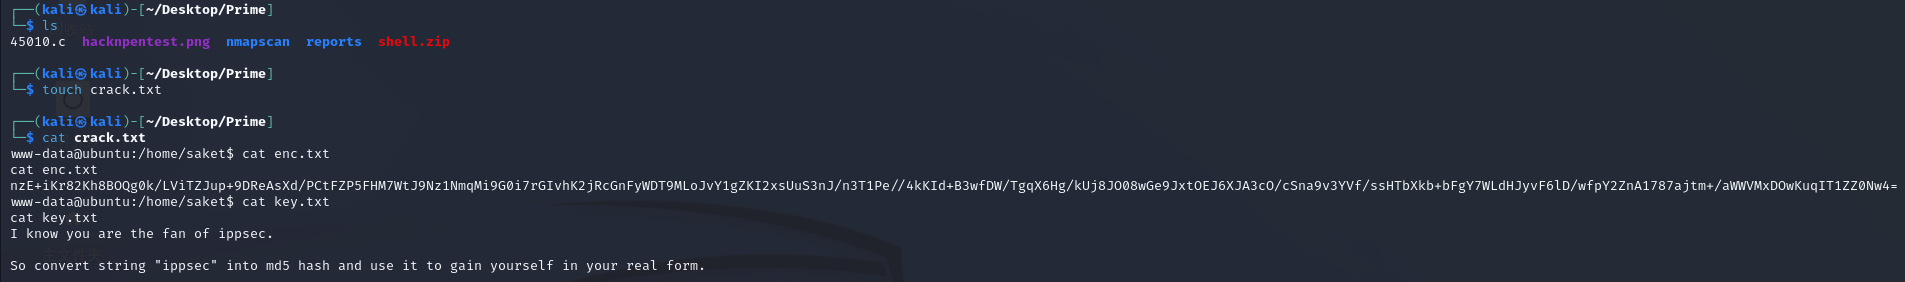 ┌──(kali㉿kali)-[~/Desktop/Prime]
└─$ ls
45010.c  hacknpentest.png  nmapscan  reports  shell.zip
┌──(kali㉿kali)-[~/Desktop/Prime]
└─$ touch crack.txt
┌──(kali㉿kali)-[~/Desktop/Prime]
└─$ cat crack.txt
www-data@ubuntu:/home/saket$ cat enc.txt
cat enc.txt
nzE+iKr82Kh8BOQg0k/LViTZJup+9DReAsXd/PCtFZP5FHM7WtJ9Nz1NmqMi9G0i7rGIvhK2jRcGnFyWDT9MLoJvY1gZKI2xsUuS3nJ/n3T1Pe//4kKId+B3wfDW/TgqX6Hg/kUj8JO08wGe9JxtOEJ6XJA3cO/cSna9v3YVf/ssHTbXkb+bFgY7WLdHJyvF6lD/wfpY2ZnA1787ajtm+/aWWVMxDOwKuqIT1ZZ0Nw4=
www-data@ubuntu:/home/saket$ cat key.txt
cat key.txt
I know you are the fan of ippsec.
So convert string "ippsec" into md5 hash and use it to gain yourself in your real form.